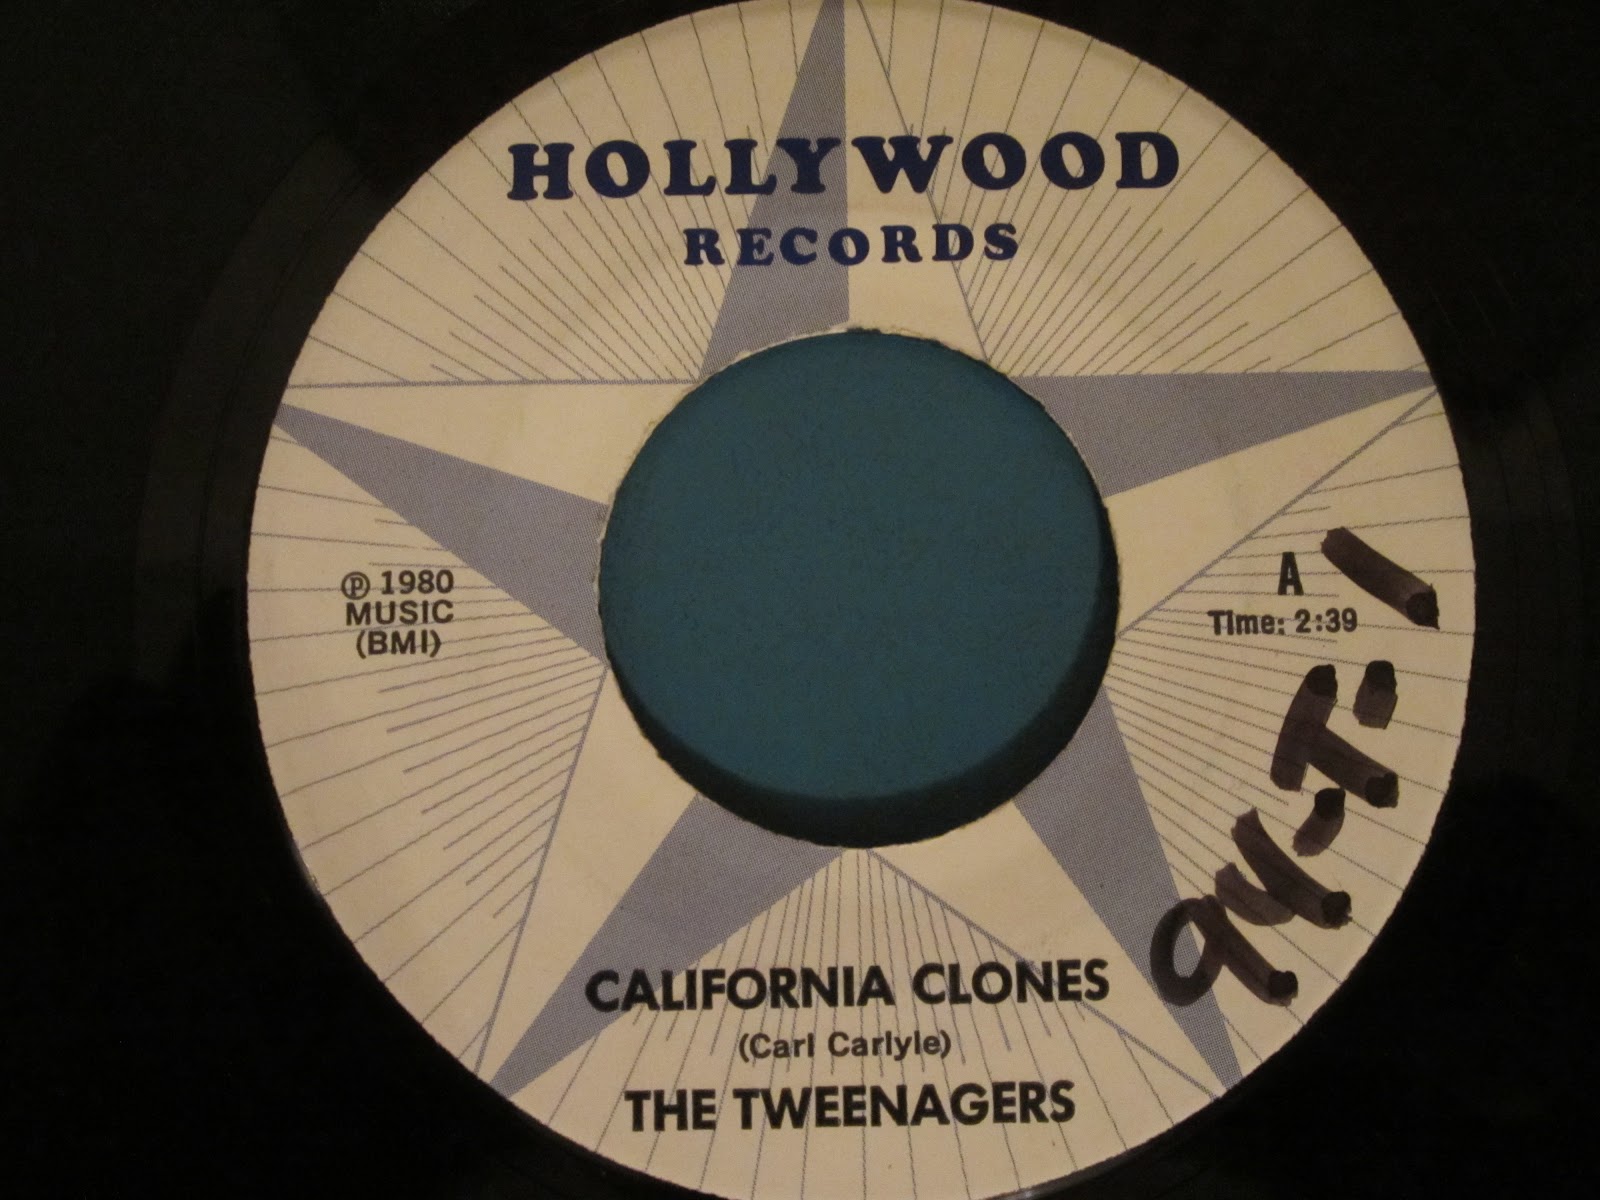 HOLLYWOOD
RECORDS
℗ 1980
MUSIC
(BMI)
A
Time: 2:39
CALIFORNIA CLONES
(Carl Carlyle)
THE TWEENAGERS